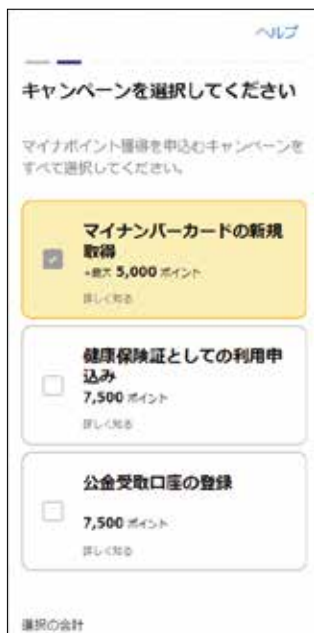 ヘルプ
キャンペーンを選択してください
マイナポイント獲得を申込むキャンペーンを
すべて選択してください。
マイナンバーカードの新規
取得
+最大 5,000 ポイント
詳しく知る
健康保険証としての利用申
込み
7,500 ポイント
詳しく知る
公金受取口座の登録
7,500 ポイント
詳しく知る
選択の合計